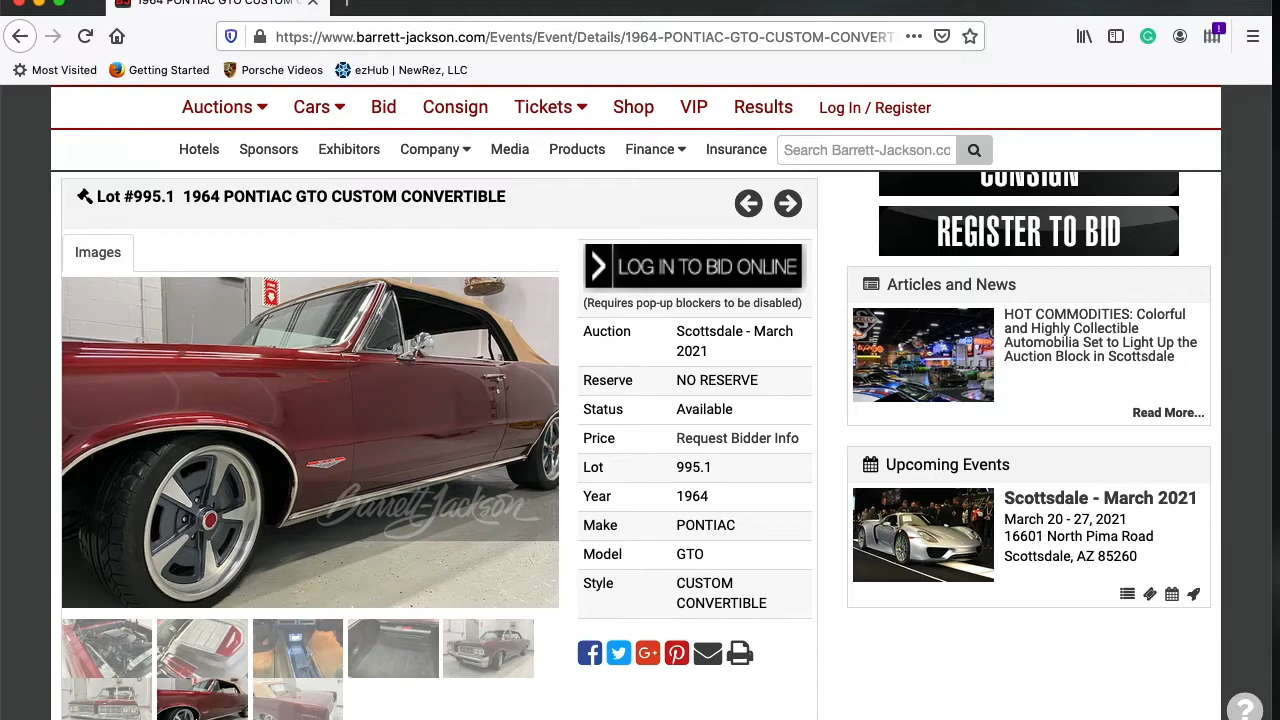 1964 PONTIAC GTO CUSTOM C
https://www.barrett-jackson.com/Events/Event/Details/1964-PONTIAC-GTO-CUSTOM-CONVERT
Most Visited Getting Started Porsche Videos ezHub | NewRez, LLC
Auctions Cars Bid Consign Tickets Shop VIP Results Log In / Register
Hotels Sponsors Exhibitors Company Media Products Finance Insurance Search Barrett-Jackson.co
Lot #995.1 1964 PONTIAC GTO CUSTOM CONVERTIBLE
Images
LOG IN TO BID ONLINE
(Requires pop-up blockers to be disabled)
Auction Scottsdale - March
2021
Reserve NO RESERVE
Status Available
Price Request Bidder Info
Lot 995.1
Year 1964
Make PONTIAC
Model GTO
Style CUSTOM
CONVERTIBLE
Barrett-Jackson
CONSIGN
REGISTER TO BID
Articles and News
HOT COMMODITIES: Colorful
and Highly Collectible
Automobilia Set to Light Up the
Auction Block in Scottsdale
Read More...
Upcoming Events
Scottsdale - March 2021
March 20 - 27, 2021
16601 North Pima Road
Scottsdale, AZ 85260